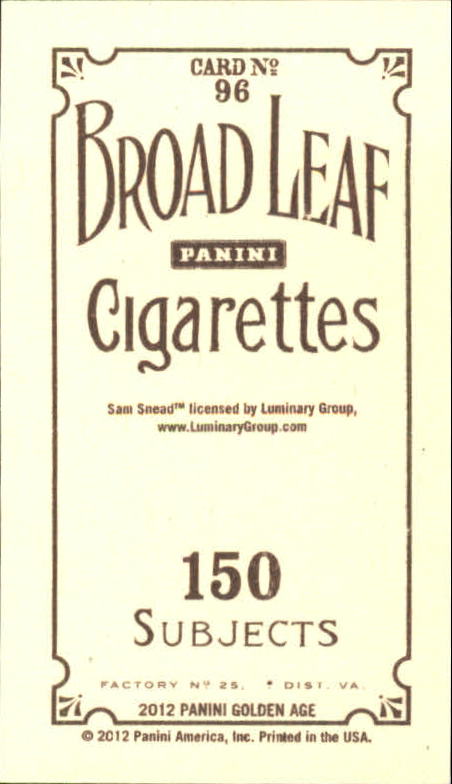 CARD Nº
96
BROAD LEAF
PANINI
Cigarettes
Sam Snead™ licensed by Luminary Group,
www.LuminaryGroup.com
150
SUBJECTS
FACTORY Nº 25. * DIST. VA.
2012 PANINI GOLDEN AGE
© 2012 Panini America, Inc. Printed in the USA.